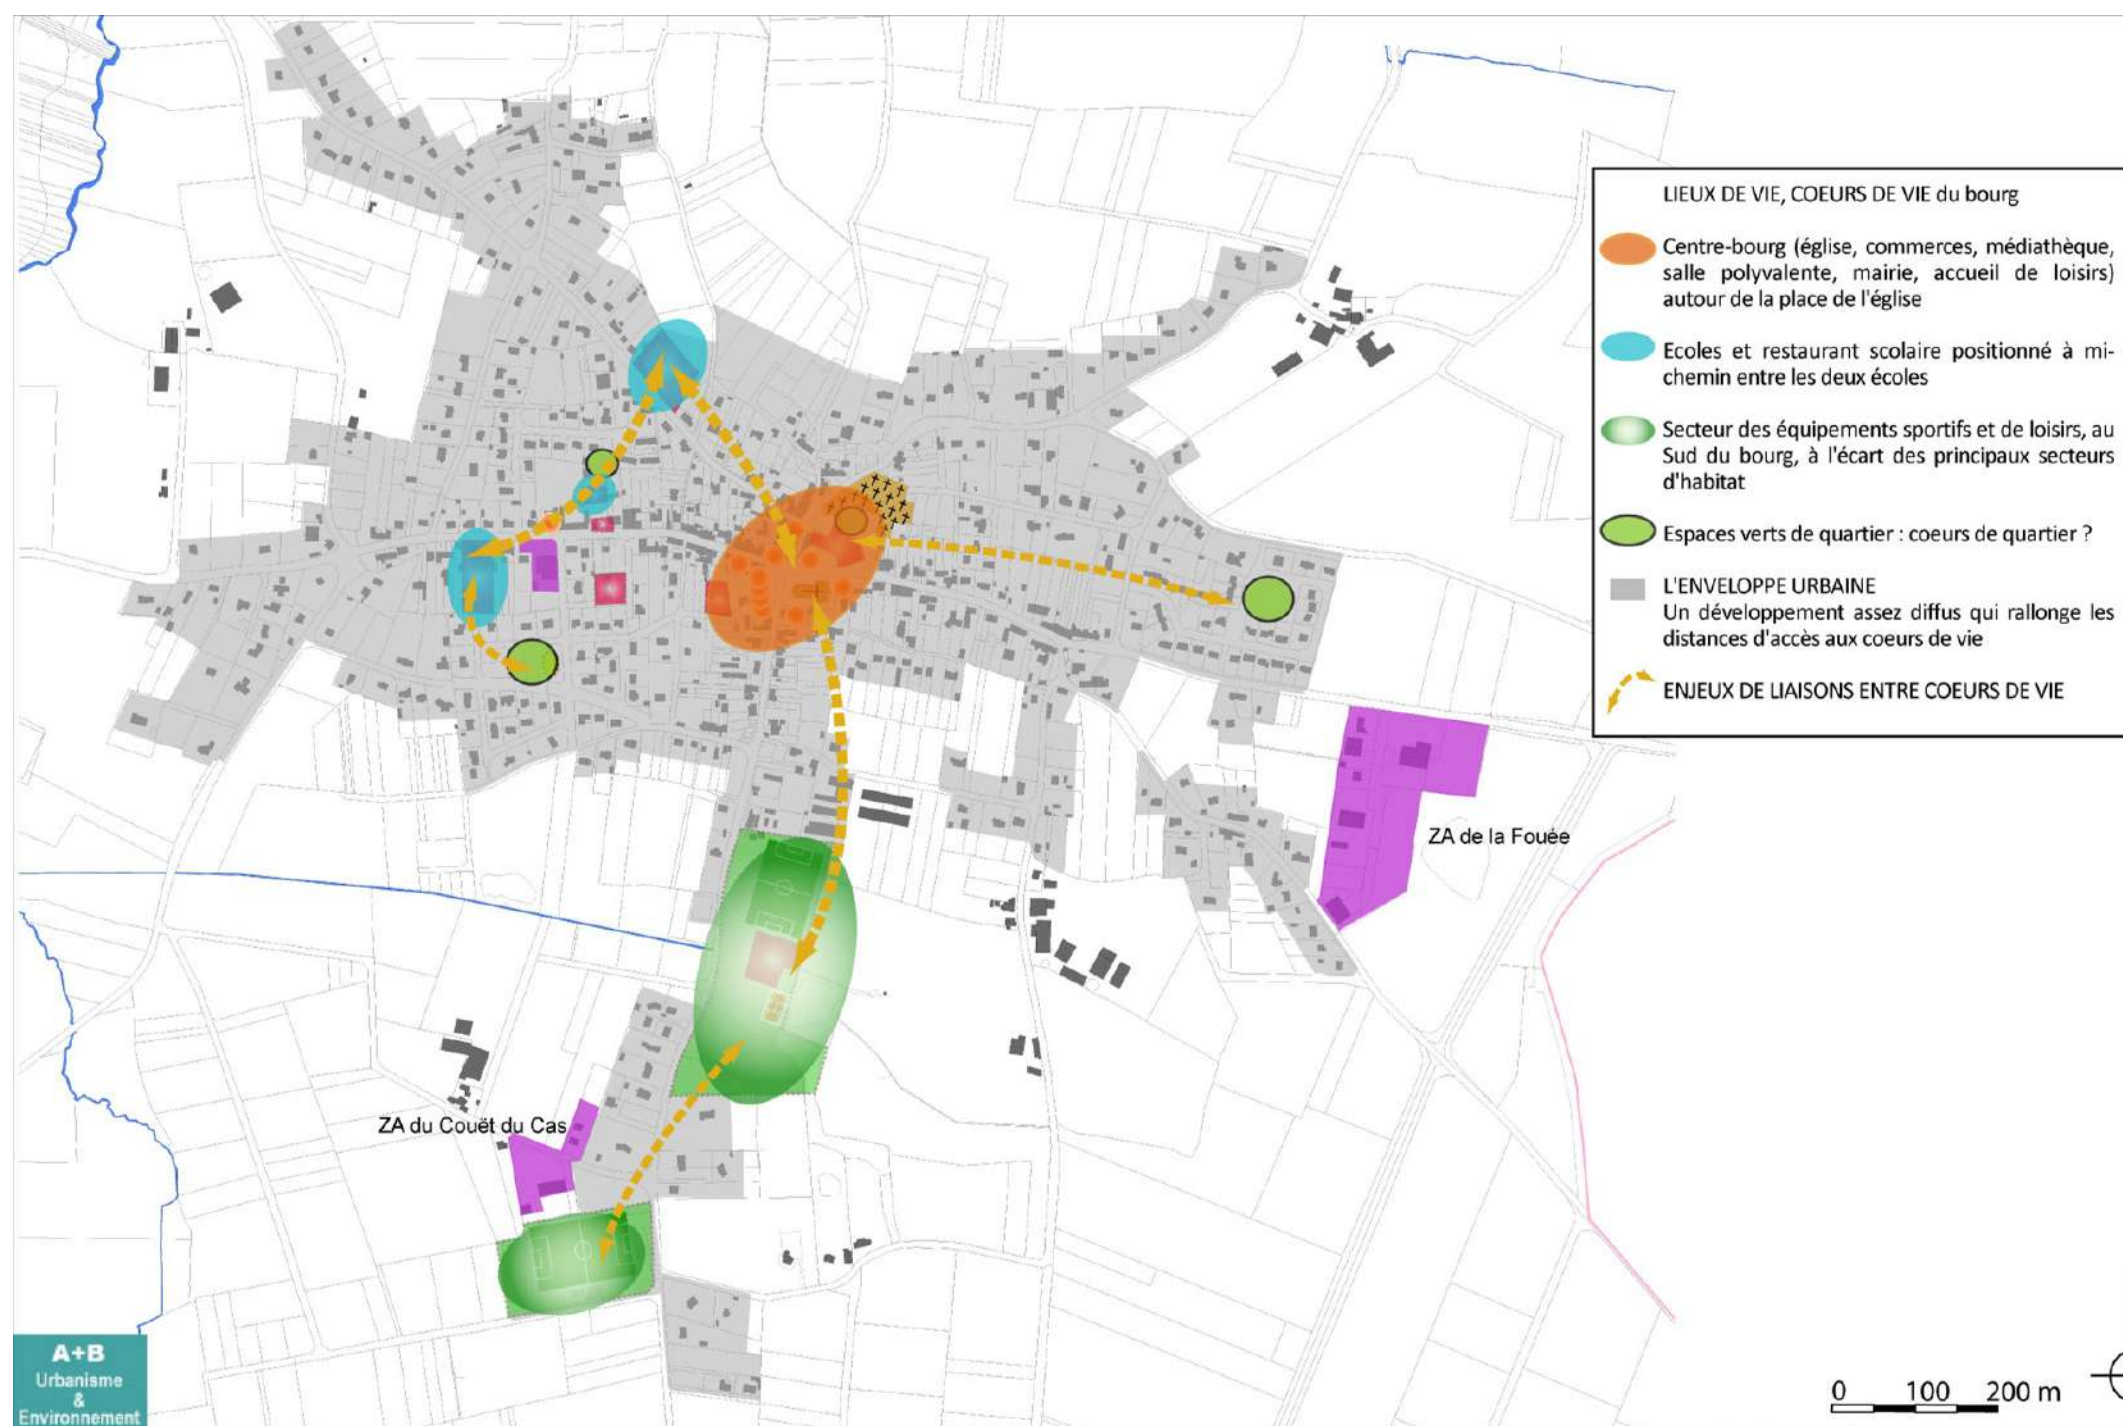 LIEUX DE VIE, COEURS DE VIE du bourg
Centre-bourg (église, commerces, médiathèque,
salle polyvalente, mairie, accueil de loisirs)
autour de la place de l'église
Ecoles et restaurant scolaire positionné à mi-
chemin entre les deux écoles
Secteur des équipements sportifs et de loisirs, au
Sud du bourg, à l'écart des principaux secteurs
d'habitat
Espaces verts de quartier : coeurs de quartier ?
L'ENVELOPPE URBAINE
Un développement assez diffus qui rallonge les
distances d'accès aux coeurs de vie
ENJEUX DE LIAISONS ENTRE COEURS DE VIE
ZA de la Fouée
ZA du Couët du Cas
A+B
Urbanisme
&
Environnement
0 100 200 m